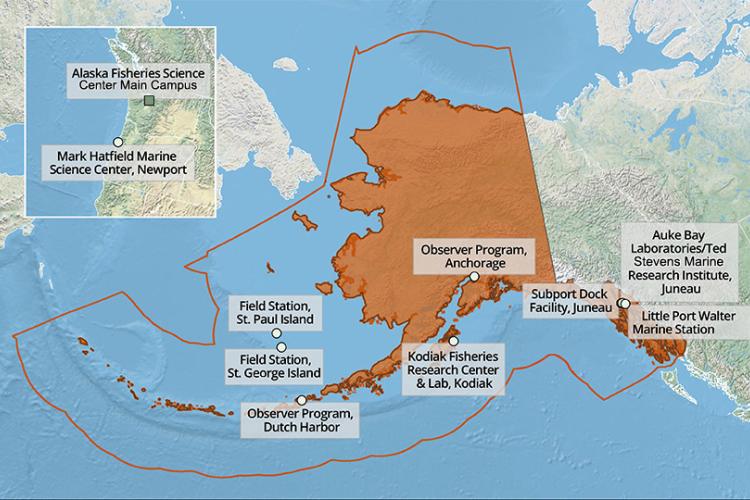 Alaska Fisheries Science
Center Main Campus
Mark Hatfield Marine
Science Center, Newport
Observer Program,
Anchorage
Auke Bay
Laboratories/Ted
Stevens Marine
Research Institute,
Juneau
Support Dock
Facility, Juneau
Little Port Walter
Marine Station
Field Station,
St. Paul Island
Field Station,
St. George Island
Kodiak Fisheries
Research Center
& Lab, Kodiak
Observer Program,
Dutch Harbor